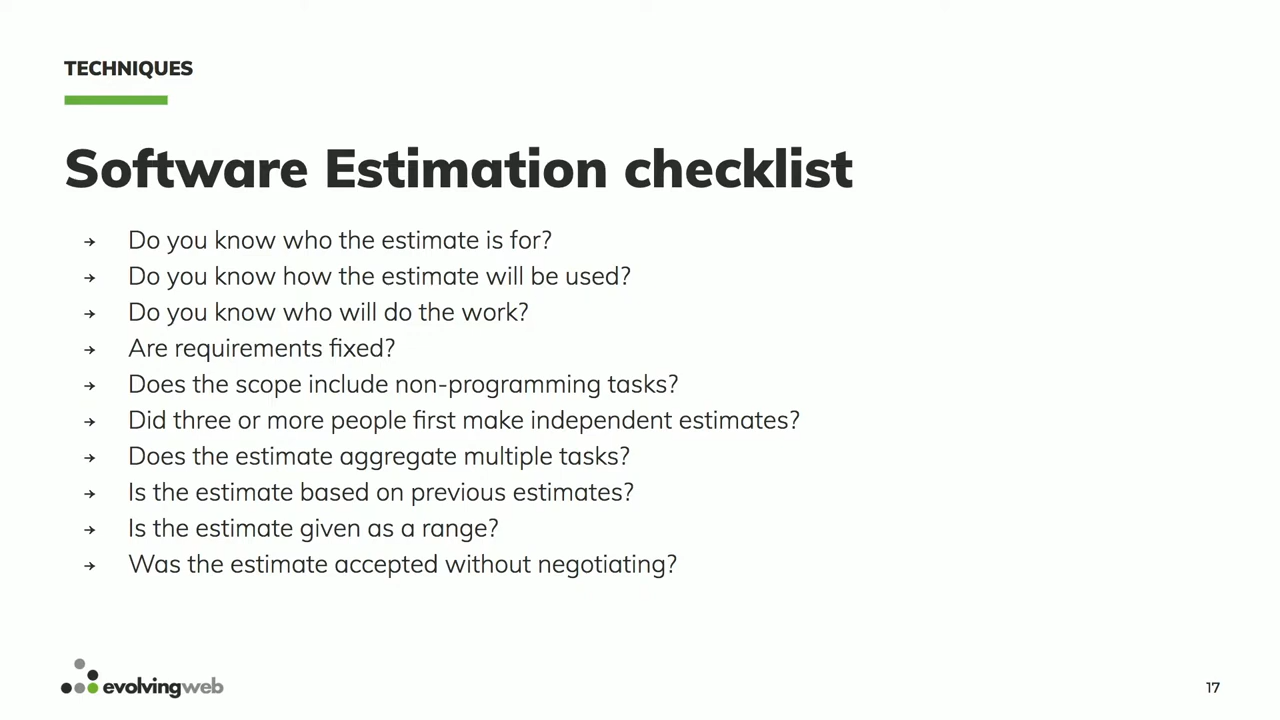 TECHNIQUES
Software Estimation checklist
→ Do you know who the estimate is for?
→ Do you know how the estimate will be used?
→ Do you know who will do the work?
→ Are requirements fixed?
→ Does the scope include non-programming tasks?
→ Did three or more people first make independent estimates?
→ Does the estimate aggregate multiple tasks?
→ Is the estimate based on previous estimates?
→ Is the estimate given as a range?
→ Was the estimate accepted without negotiating?
evolvingweb
17